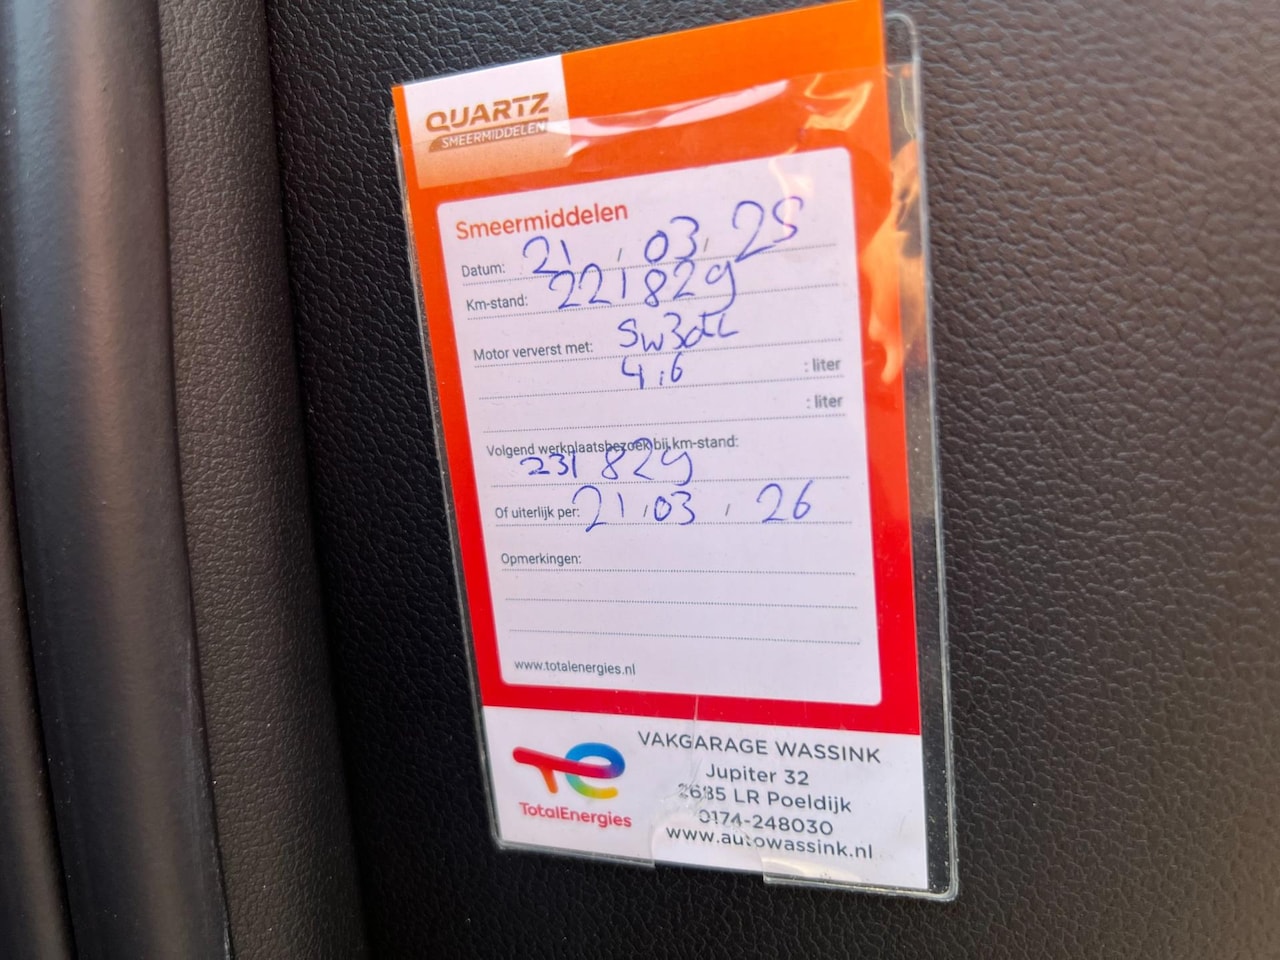 QUARTZ
SMEERMIDDELEN
Smeermiddelen
Datum: 21 , 03, 25
Km-stand: 221829
Motor ververst met: 5w30LL
4,6 : liter
: liter
Volgend werkplaatsbezoek bij km-stand:
231829
Of uiterlijk per: 21,03 , 26
Opmerkingen:
www.totalenergies.nl
VAKGARAGE WASSINK
Jupiter 32
2685 LR Poeldijk
0174-248030
www.autowassink.nl
TotalEnergies